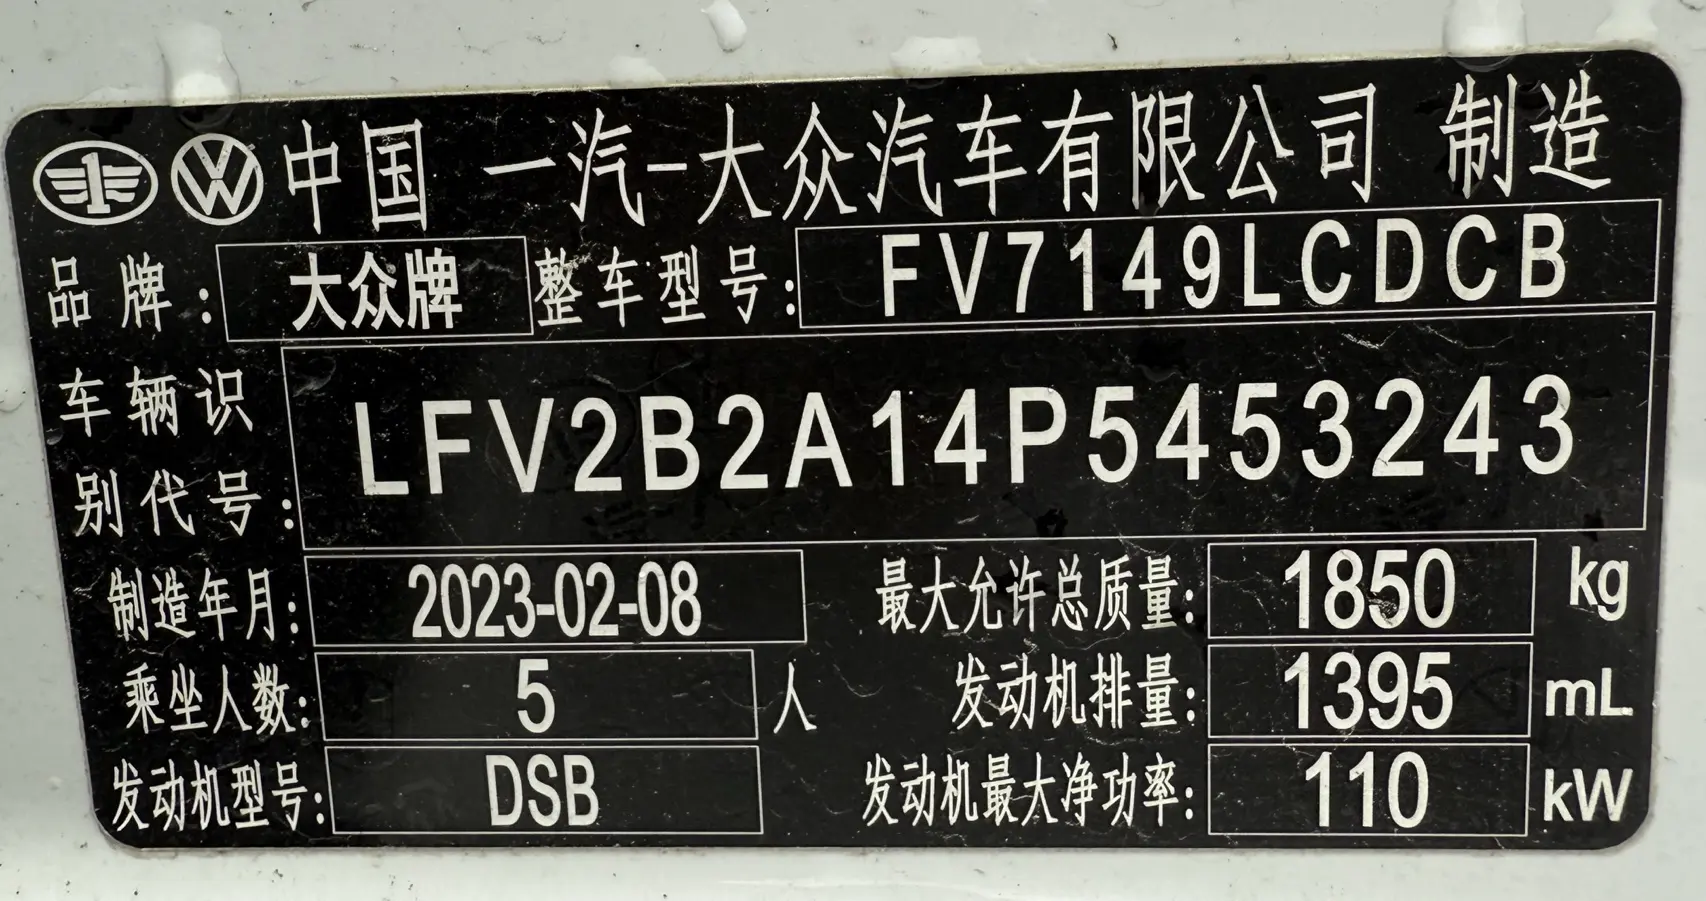 中国 一汽-大众汽车有限公司 制造
品牌: 大众牌 整车型号: FV7149LCDCB
车辆识
别代号: LFV2B2A14P5453243
制造年月: 2023-02-08 最大允许总质量: 1850 kg
乘坐人数: 5 人 发动机排量: 1395 mL
发动机型号: DSB 发动机最大净功率: 110 kW